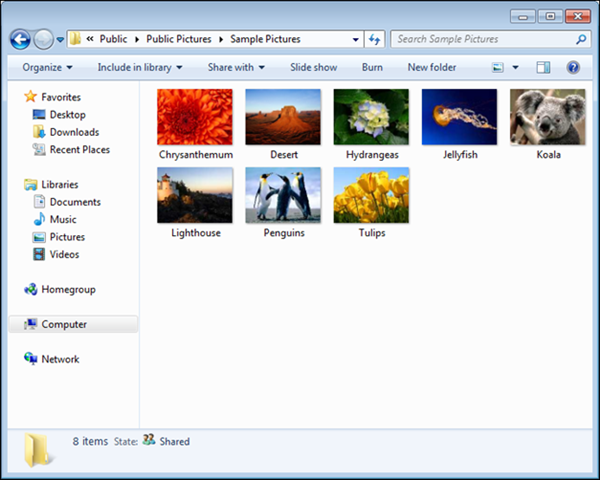 « Public ▸ Public Pictures ▸ Sample Pictures
Search Sample Pictures
Organize Include in library Share with Slide show Burn New folder
Favorites
Desktop
Downloads
Recent Places
Libraries
Documents
Music
Pictures
Videos
Homegroup
Computer
Network
Chrysanthemum Desert Hydrangeas Jellyfish Koala
Lighthouse Penguins Tulips
8 items State: Shared